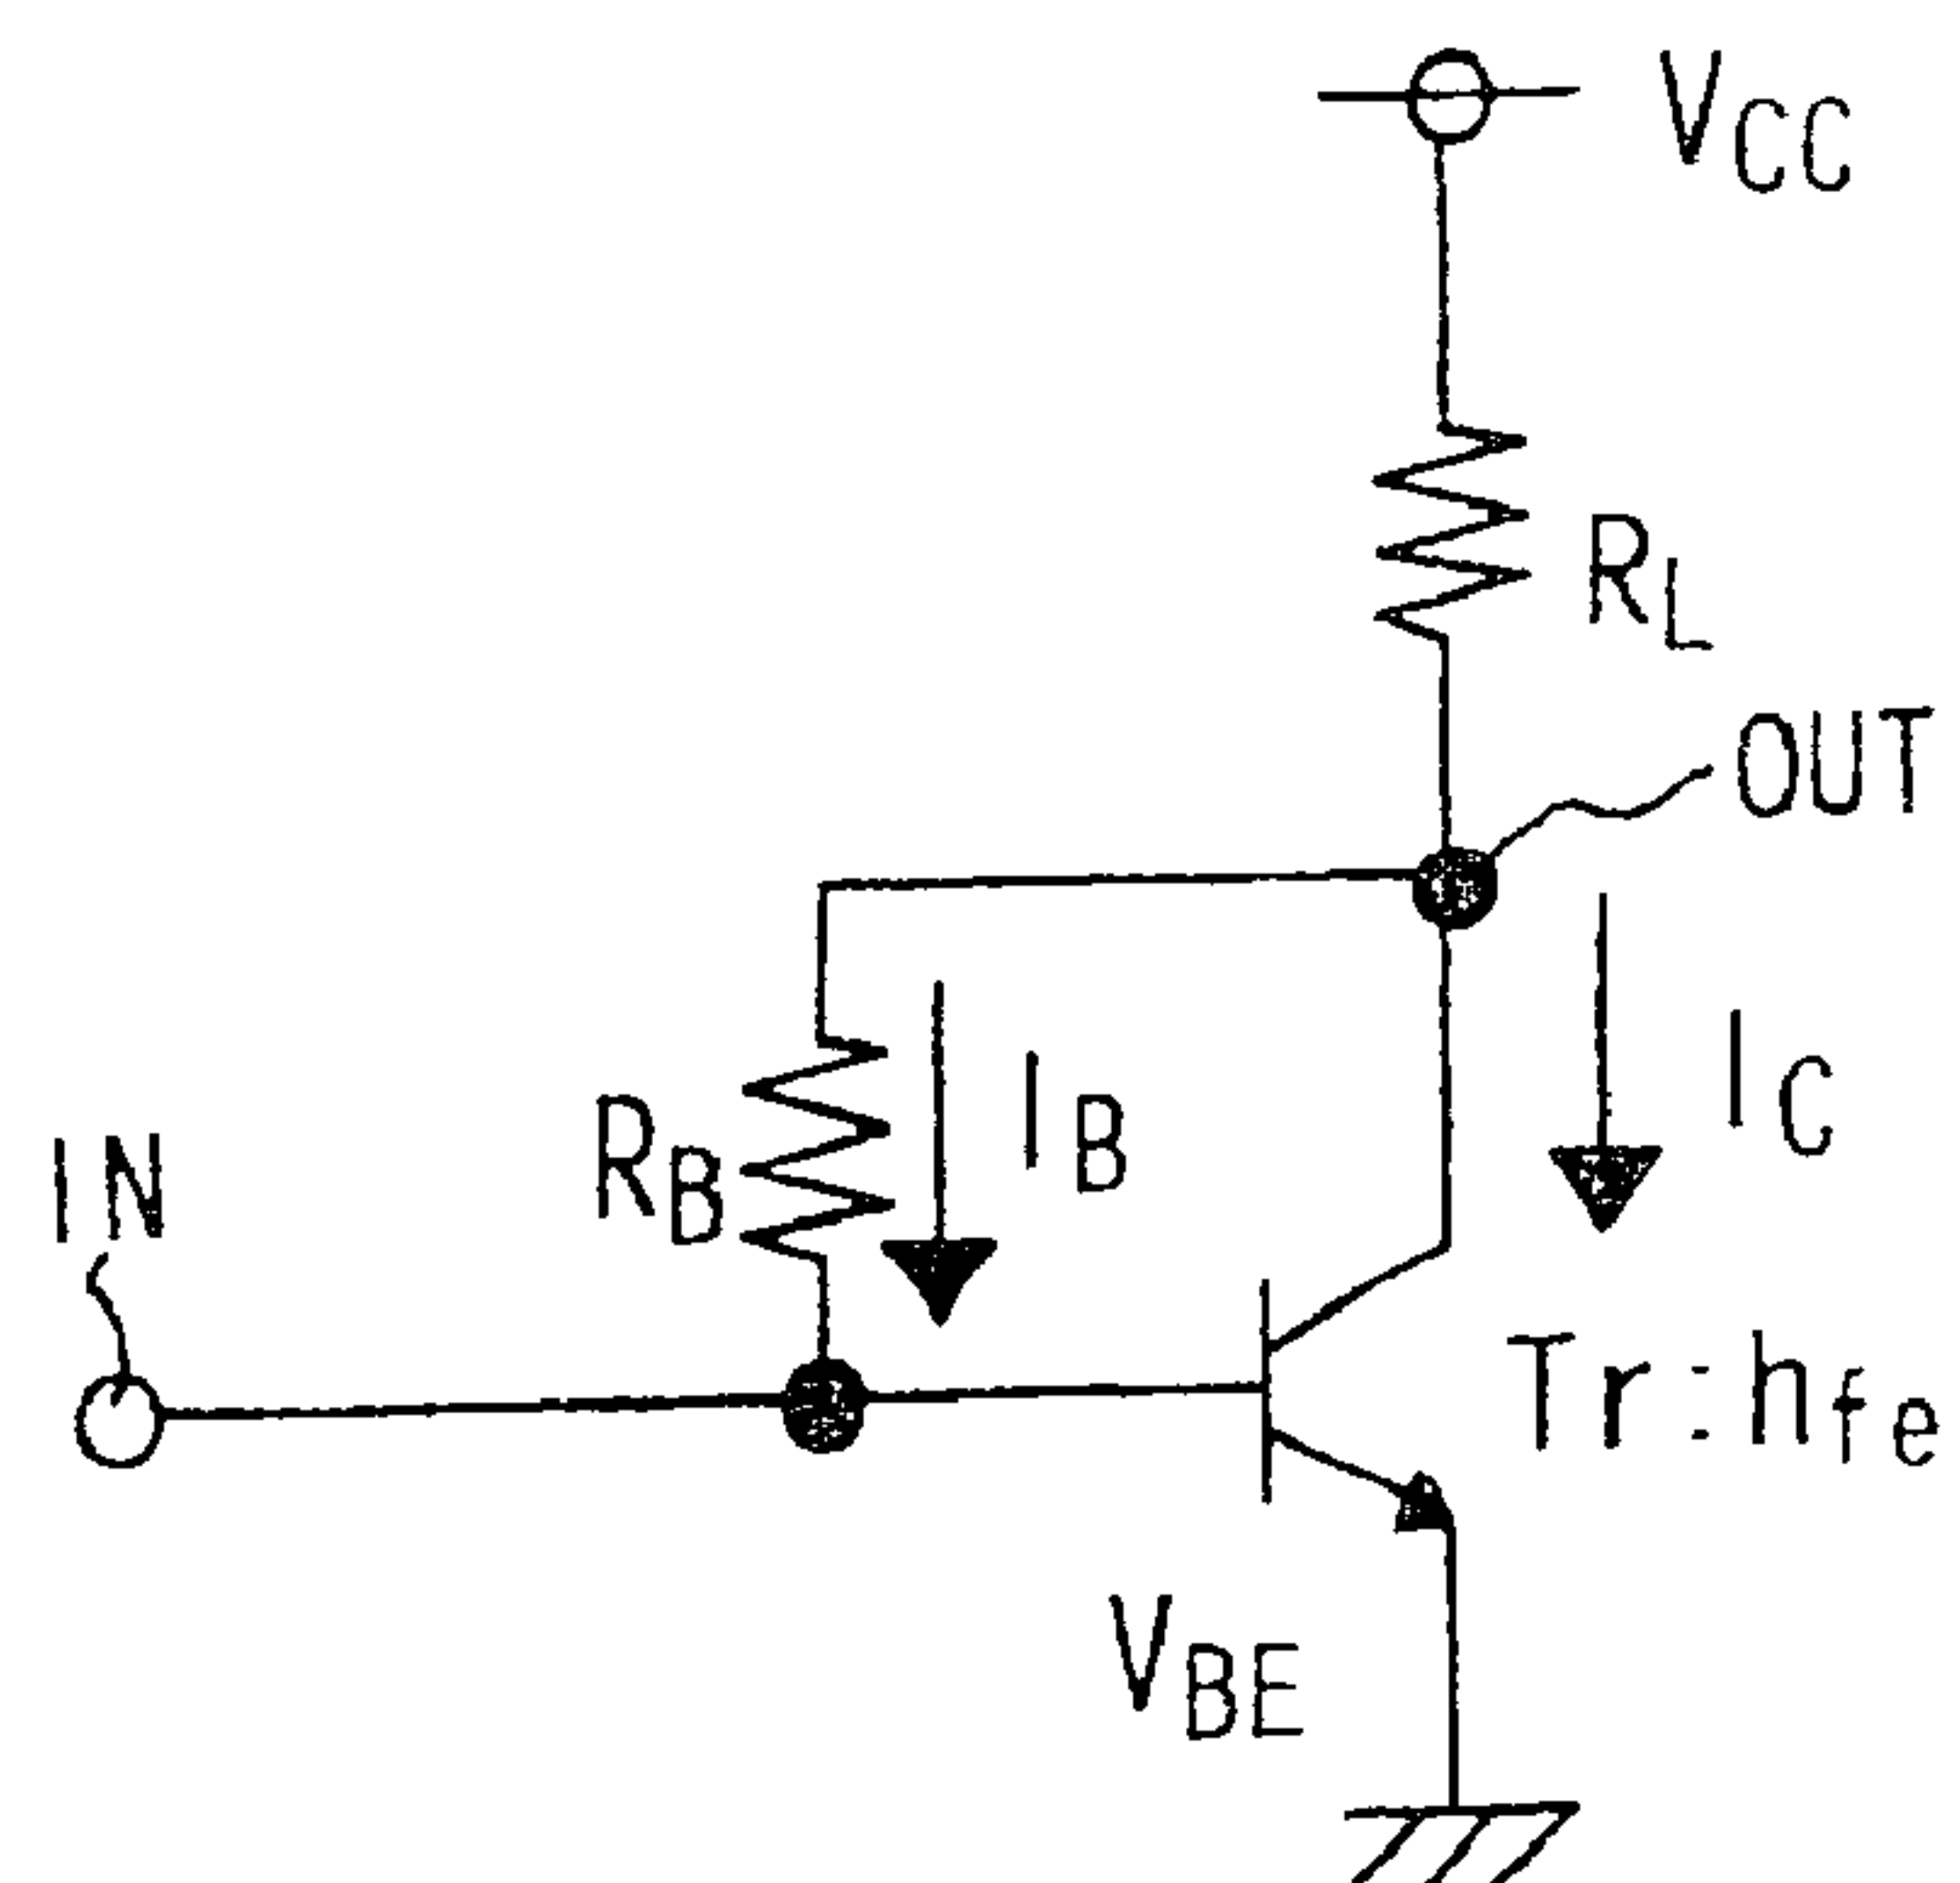 VCC
RL
OUT
IC
IB
RB
IN
Tr:hfe
VBE